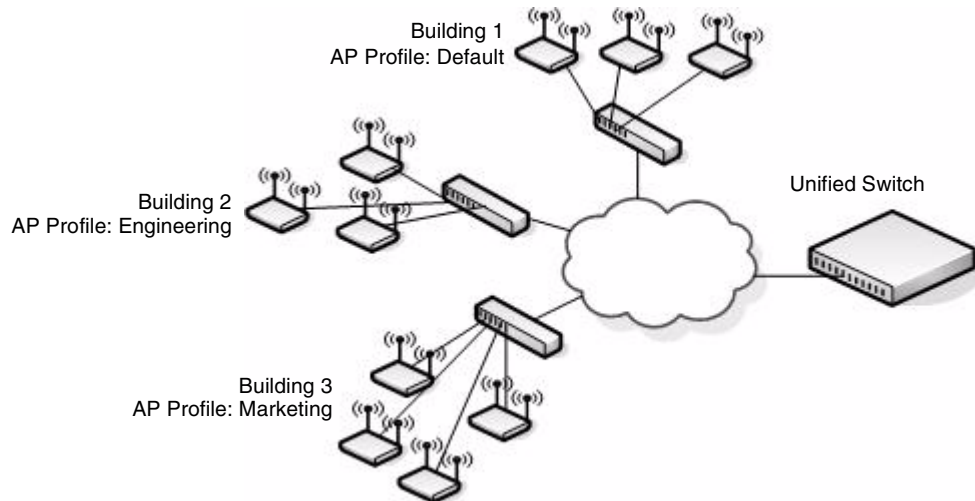 Building 1
AP Profile: Default
Building 2
AP Profile: Engineering
Unified Switch
Building 3
AP Profile: Marketing